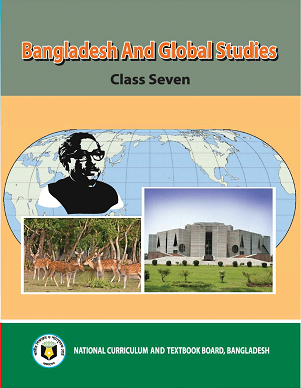 Bangladesh And Global Studies
Class Seven
NATIONAL CURRICULUM AND TEXTBOOK BOARD, BANGLADESH